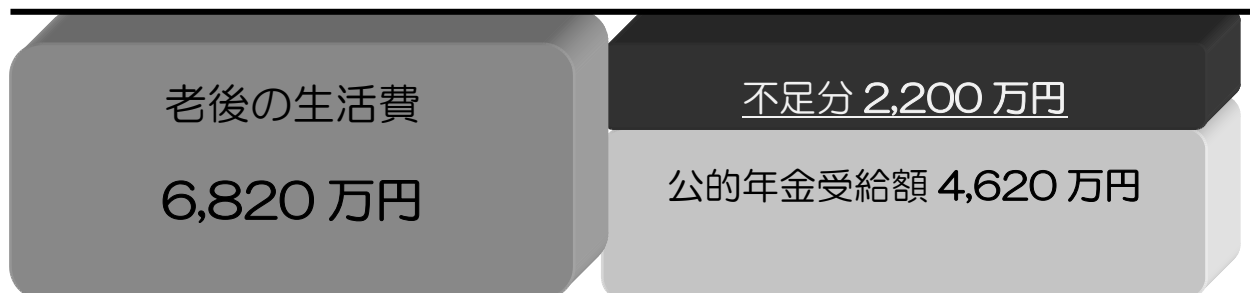 老後の生活費
6,820 万円
不足分 2,200 万円
公的年金受給額 4,620 万円